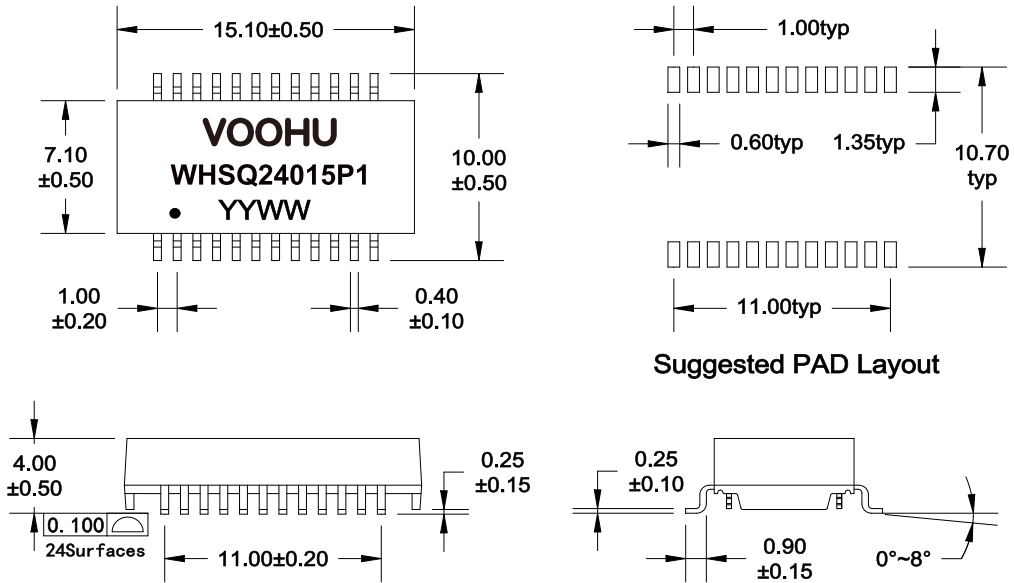 15.10±0.50
1.00typ
VOOHU
WHSQ24015P1
YYWW
7.10
±0.50
10.00
±0.50
0.60typ
1.35typ
10.70
typ
1.00
±0.20
0.40
±0.10
11.00typ
Suggested PAD Layout
4.00
±0.50
0.25
±0.15
0.100
24Surfaces
11.00±0.20
0.25
±0.10
0.90
±0.15
0°~8°